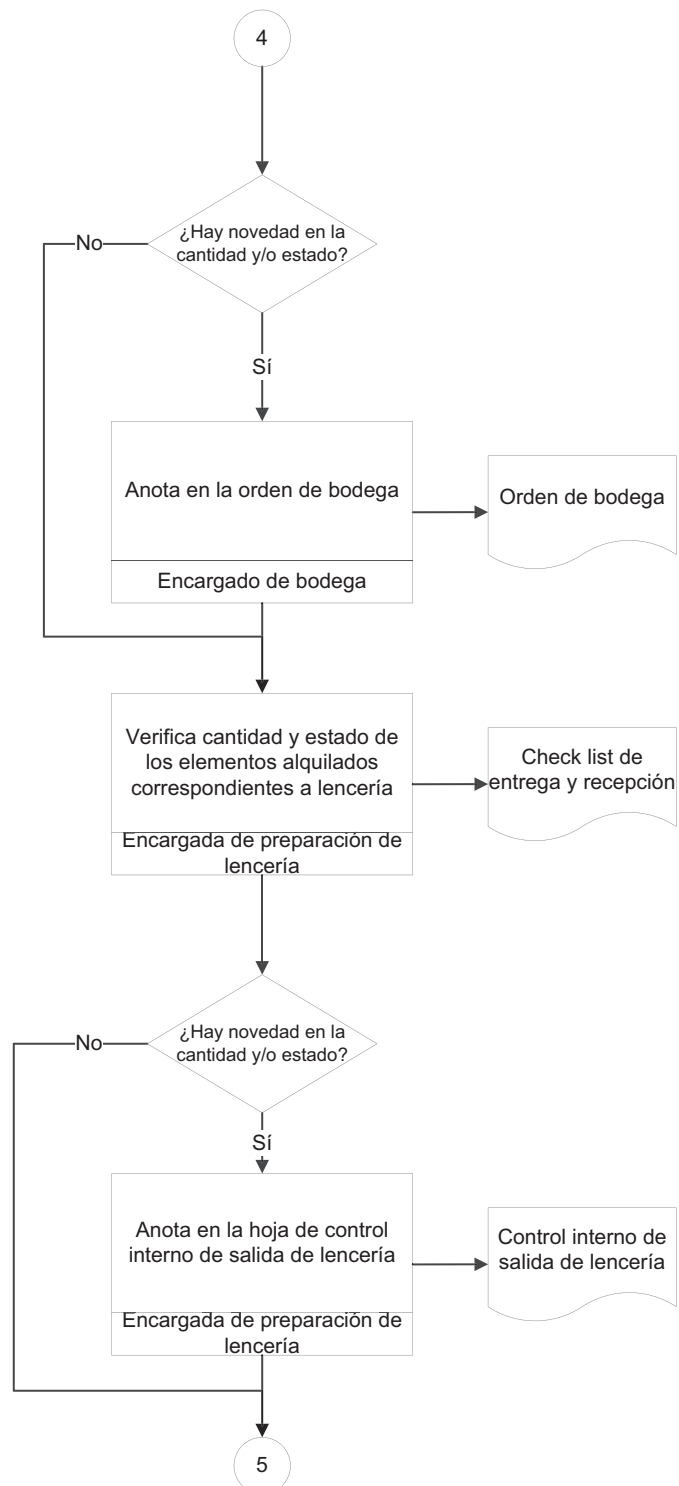 4
¿Hay novedad en la
cantidad y/o estado?
No
Sí
Anota en la orden de bodega
Orden de bodega
Encargado de bodega
Verifica cantidad y estado de
los elementos alquilados
correspondientes a lencería
Check list de
entrega y recepción
Encargada de preparación de
lencería
¿Hay novedad en la
cantidad y/o estado?
No
Sí
Anota en la hoja de control
interno de salida de lencería
Control interno de
salida de lencería
Encargada de preparación de
lencería
5